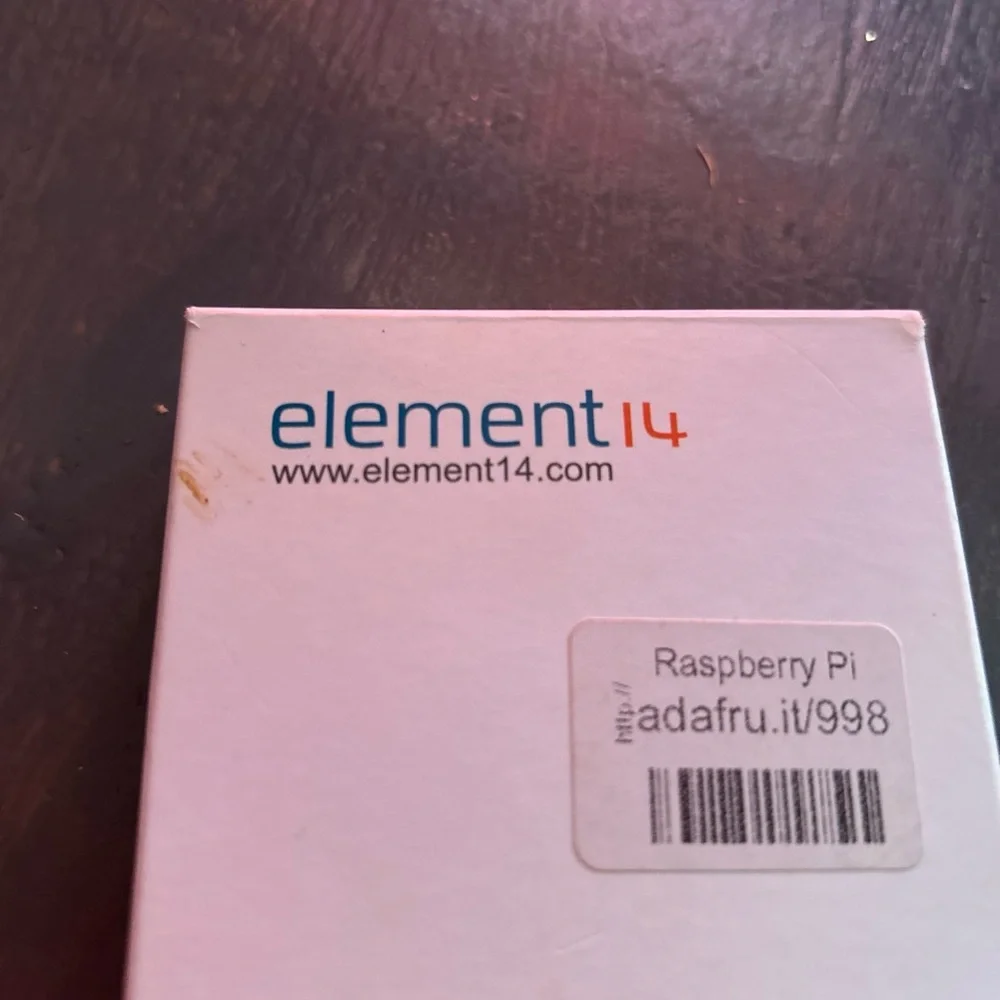 element14
www.element14.com
Raspberry Pi
http://adafru.it/998